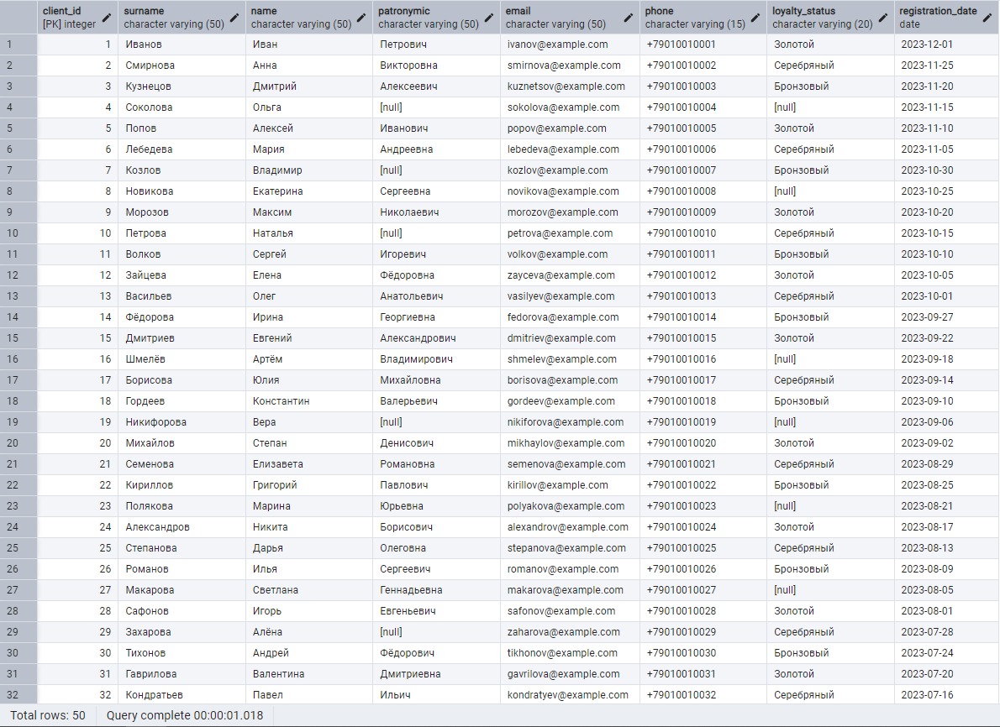 client_id surname name patronymic email phone loyalty_status registration_date
[PK] integer character varying (50) character varying (50) character varying (50) character varying (50) character varying (15) character varying (20) date
1 1 Иванов Иван Петрович ivanov@example.com +79010010001 Золотой 2023-12-01
2 2 Смирнова Анна Викторовна smirnova@example.com +79010010002 Серебряный 2023-11-25
3 3 Кузнецов Дмитрий Алексеевич kuznetsov@example.com +79010010003 Бронзовый 2023-11-20
4 4 Соколова Ольга [null] sokolova@example.com +79010010004 [null] 2023-11-15
5 5 Попов Алексей Иванович popov@example.com +79010010005 Золотой 2023-11-10
6 6 Лебедева Мария Андреевна lebedeva@example.com +79010010006 Серебряный 2023-11-05
7 7 Козлов Владимир [null] kozlov@example.com +79010010007 Бронзовый 2023-10-30
8 8 Новикова Екатерина Сергеевна novikova@example.com +79010010008 [null] 2023-10-25
9 9 Морозов Максим Николаевич morozov@example.com +79010010009 Золотой 2023-10-20
10 10 Петрова Наталья [null] petrova@example.com +79010010010 Серебряный 2023-10-15
11 11 Волков Сергей Игоревич volkov@example.com +79010010011 Бронзовый 2023-10-10
12 12 Зайцева Елена Фёдоровна zayceva@example.com +79010010012 Золотой 2023-10-05
13 13 Васильев Олег Анатольевич vasilyev@example.com +79010010013 Серебряный 2023-10-01
14 14 Фёдорова Ирина Георгиевна fedorova@example.com +79010010014 Бронзовый 2023-09-27
15 15 Дмитриев Евгений Александрович dmitriev@example.com +79010010015 Золотой 2023-09-22
16 16 Шмелёв Артём Владимирович shmelev@example.com +79010010016 [null] 2023-09-18
17 17 Борисова Юлия Михайловна borisova@example.com +79010010017 Серебряный 2023-09-14
18 18 Гордеев Константин Валерьевич gordeev@example.com +79010010018 Бронзовый 2023-09-10
19 19 Никифорова Вера [null] nikiforova@example.com +79010010019 [null] 2023-09-06
20 20 Михайлов Степан Денисович mikhaylov@example.com +79010010020 Золотой 2023-09-02
21 21 Семенова Елизавета Романовна semenova@example.com +79010010021 Серебряный 2023-08-29
22 22 Кириллов Григорий Павлович kirillov@example.com +79010010022 Бронзовый 2023-08-25
23 23 Полякова Марина Юрьевна polyakova@example.com +79010010023 [null] 2023-08-21
24 24 Александров Никита Борисович alexandrov@example.com +79010010024 Золотой 2023-08-17
25 25 Степанова Дарья Олеговна stepanova@example.com +79010010025 Серебряный 2023-08-13
26 26 Романов Илья Сергеевич romanov@example.com +79010010026 Бронзовый 2023-08-09
27 27 Макарова Светлана Геннадьевна makarova@example.com +79010010027 [null] 2023-08-05
28 28 Сафонов Игорь Евгеньевич safonov@example.com +79010010028 Золотой 2023-08-01
29 29 Захарова Алёна [null] zaharova@example.com +79010010029 Серебряный 2023-07-28
30 30 Тихонов Андрей Фёдорович tikhonov@example.com +79010010030 Бронзовый 2023-07-24
31 31 Гаврилова Валентина Дмитриевна gavrilova@example.com +79010010031 Золотой 2023-07-20
32 32 Кондратьев Павел Ильич kondratyev@example.com +79010010032 Серебряный 2023-07-16
Total rows: 50 Query complete 00:00:01.018